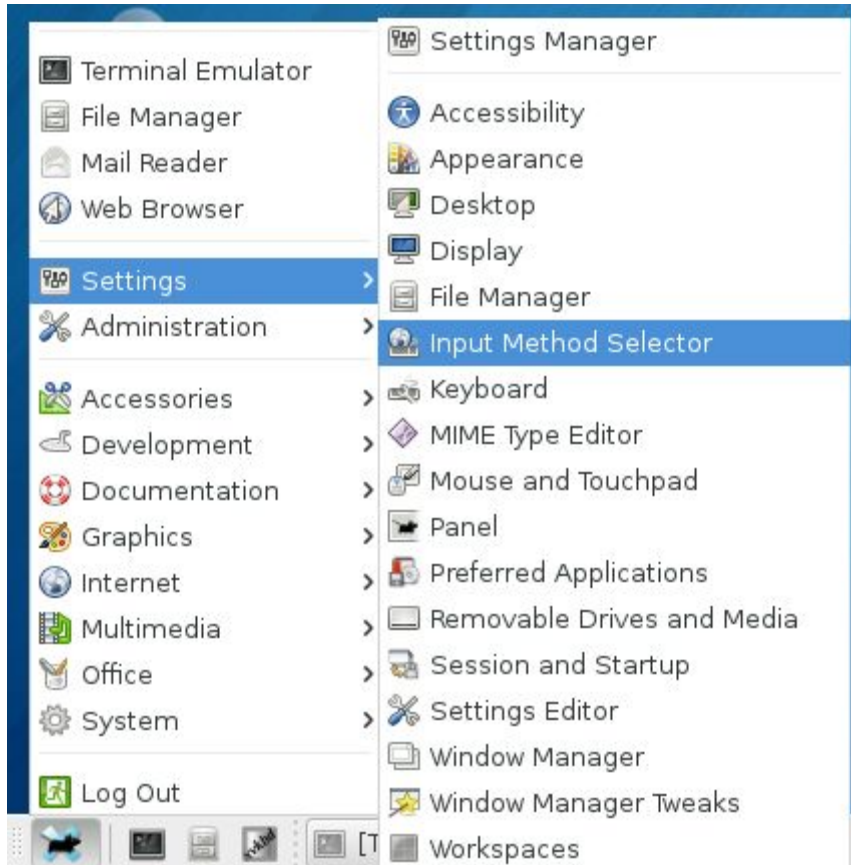 Terminal Emulator
File Manager
Mail Reader
Web Browser
Settings
Administration
Accessories
Development
Documentation
Graphics
Internet
Multimedia
Office
System
Log Out
[T
Settings Manager
Accessibility
Appearance
Desktop
Display
File Manager
Input Method Selector
Keyboard
MIME Type Editor
Mouse and Touchpad
Panel
Preferred Applications
Removable Drives and Media
Session and Startup
Settings Editor
Window Manager
Window Manager Tweaks
Workspaces